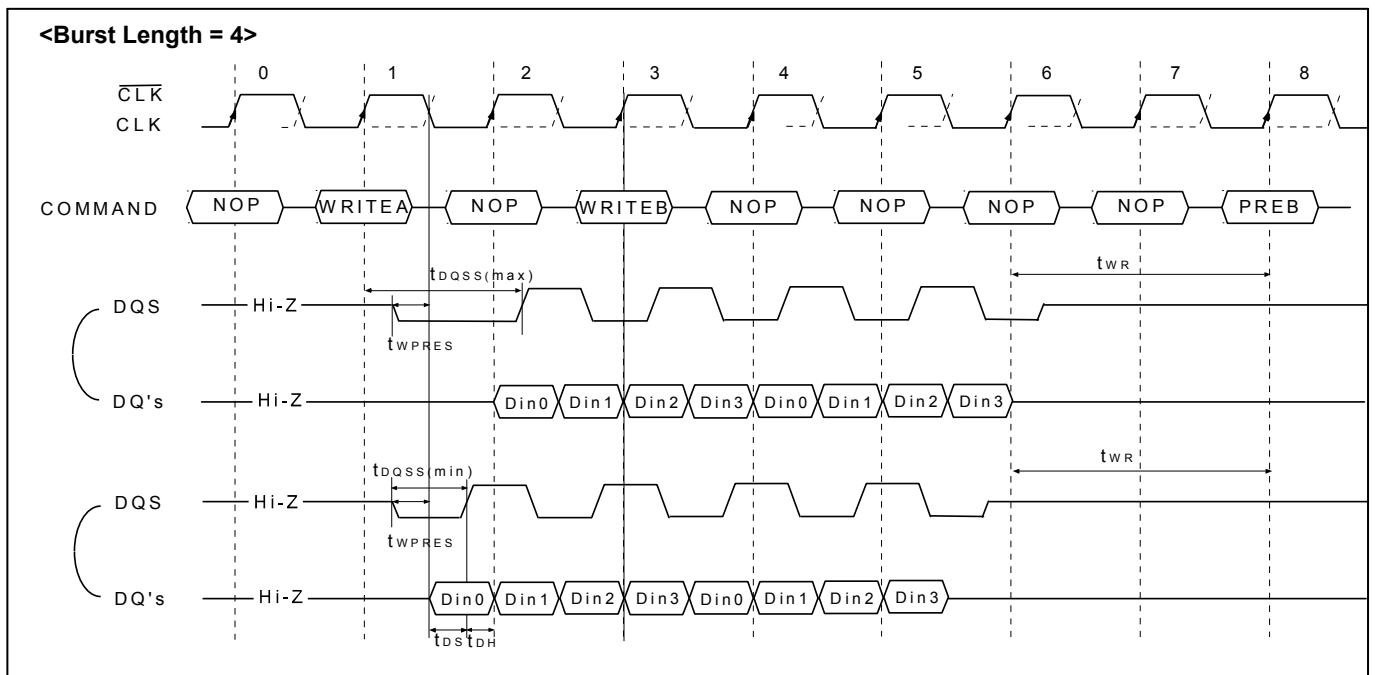 <Burst Length = 4>
0 1 2 3 4 5 6 7 8
CLK
CLK
COMMAND NOP WRITEA NOP WRITEB NOP NOP NOP NOP PREB
tDQSS(max) tWR
DQS Hi-Z
tWPRES
DQ's Hi-Z Din0 Din1 Din2 Din3 Din0 Din1 Din2 Din3
tDQSS(min) tWR
DQS Hi-Z
tWPRES
DQ's Hi-Z Din0 Din1 Din2 Din3 Din0 Din1 Din2 Din3
tDS tDH